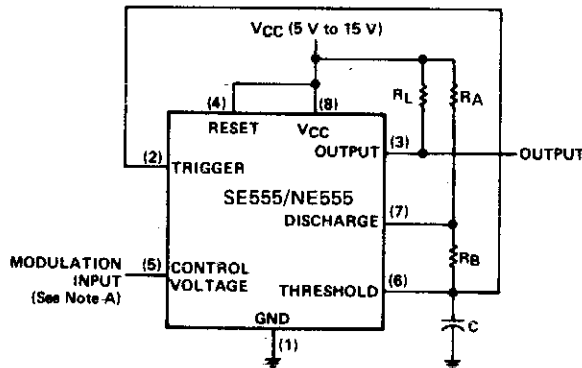 VCC (5 V to 15 V)
(4)
(8)
RL
RA
RESET
VCC
(2)
OUTPUT
(3)
OUTPUT
TRIGGER
SE555/NE555
(7)
DISCHARGE
RB
MODULATION
INPUT
(See Note A)
(5)
CONTROL
VOLTAGE
(6)
THRESHOLD
GND
C
(1)